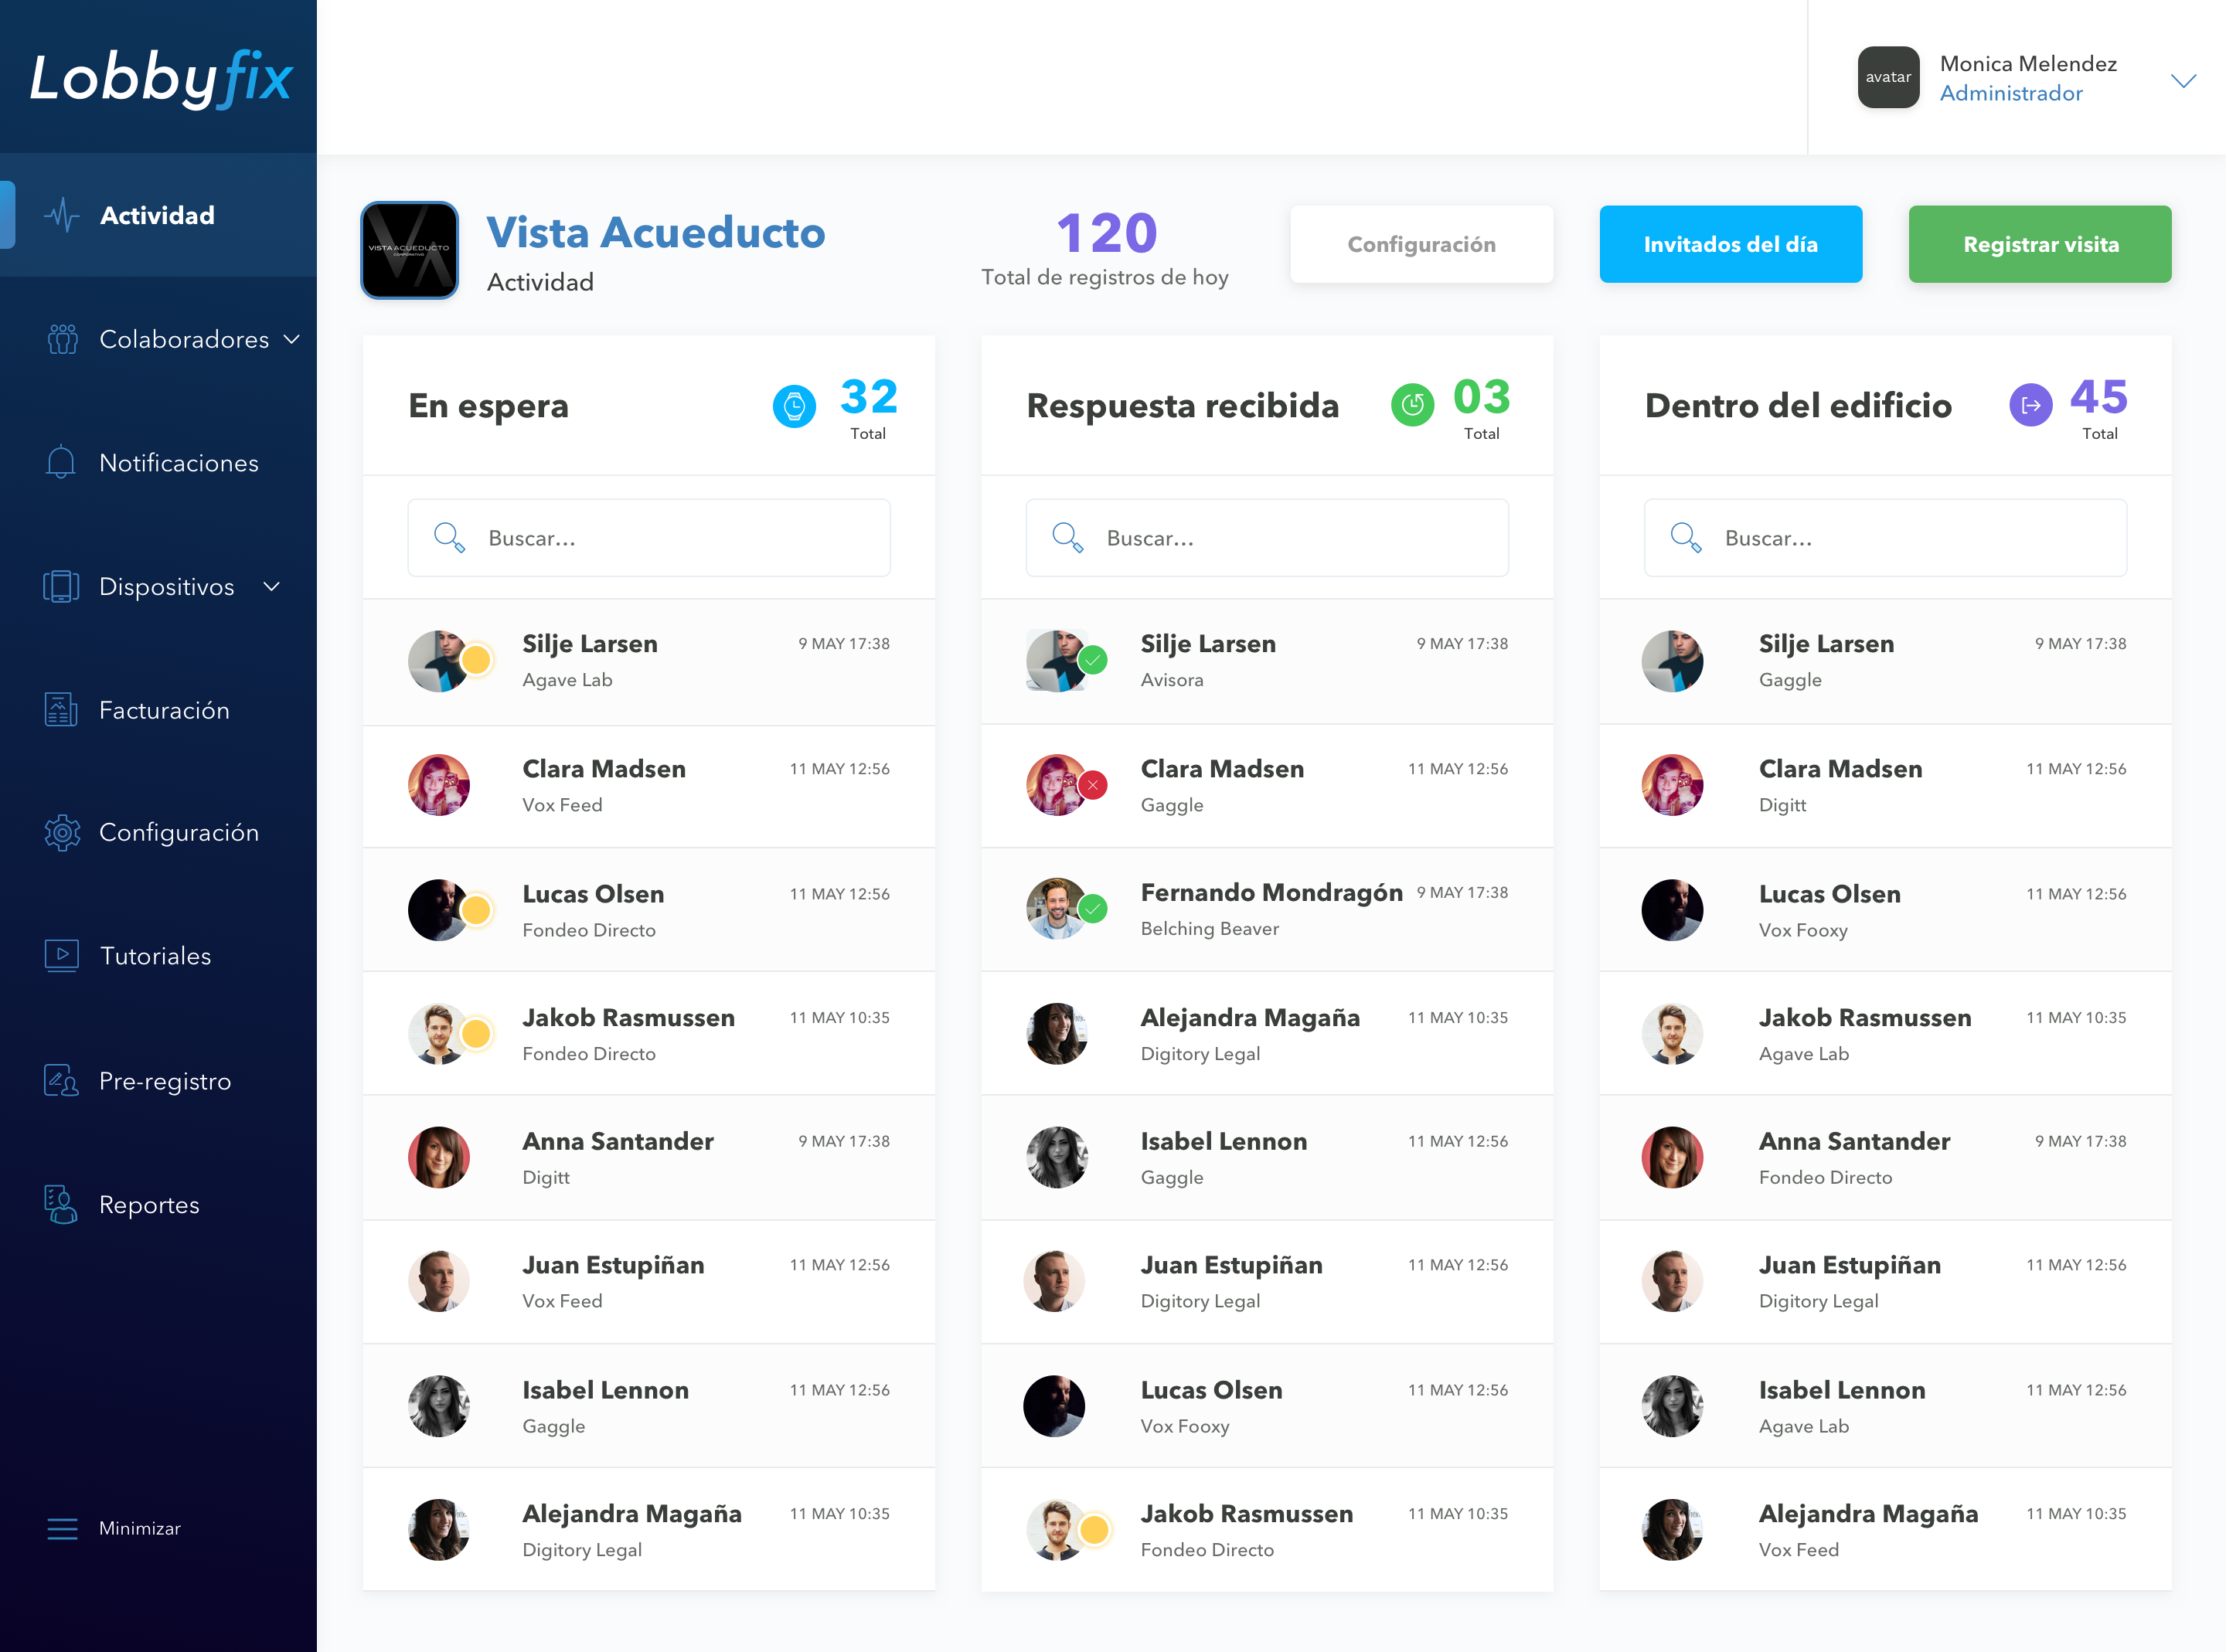 Lobbyfix
Monica Melendez
Administrador
avatar
Actividad
Colaboradores
Notificaciones
Dispositivos
Facturación
Configuración
Tutoriales
Pre-registro
Reportes
Minimizar
VISTA ACUEDUCTO
CORPORATIVO
Vista Acueducto
Actividad
120
Total de registros de hoy
Configuración
Invitados del día
Registrar visita
En espera
32
Total
Buscar...
Silje Larsen 9 MAY 17:38
Agave Lab
Clara Madsen 11 MAY 12:56
Vox Feed
Lucas Olsen 11 MAY 12:56
Fondeo Directo
Jakob Rasmussen 11 MAY 10:35
Fondeo Directo
Anna Santander 9 MAY 17:38
Digitt
Juan Estupiñan 11 MAY 12:56
Vox Feed
Isabel Lennon 11 MAY 12:56
Gaggle
Alejandra Magaña 11 MAY 10:35
Digitory Legal
Respuesta recibida
03
Total
Buscar...
Silje Larsen 9 MAY 17:38
Avisora
Clara Madsen 11 MAY 12:56
Gaggle
Fernando Mondragón 9 MAY 17:38
Belching Beaver
Alejandra Magaña 11 MAY 10:35
Digitory Legal
Isabel Lennon 11 MAY 12:56
Gaggle
Juan Estupiñan 11 MAY 12:56
Digitory Legal
Lucas Olsen 11 MAY 12:56
Vox Fooxy
Jakob Rasmussen 11 MAY 10:35
Fondeo Directo
Dentro del edificio
45
Total
Buscar...
Silje Larsen 9 MAY 17:38
Gaggle
Clara Madsen 11 MAY 12:56
Digitt
Lucas Olsen 11 MAY 12:56
Vox Fooxy
Jakob Rasmussen 11 MAY 10:35
Agave Lab
Anna Santander 9 MAY 17:38
Fondeo Directo
Juan Estupiñan 11 MAY 12:56
Digitory Legal
Isabel Lennon 11 MAY 12:56
Agave Lab
Alejandra Magaña 11 MAY 10:35
Vox Feed